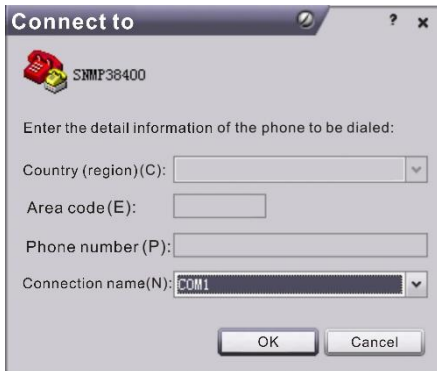 Connect to
SNMP38400
Enter the detail information of the phone to be dialed:
Country (region)(C):
Area code(E):
Phone number(P):
Connection name(N): COM1
OK Cancel